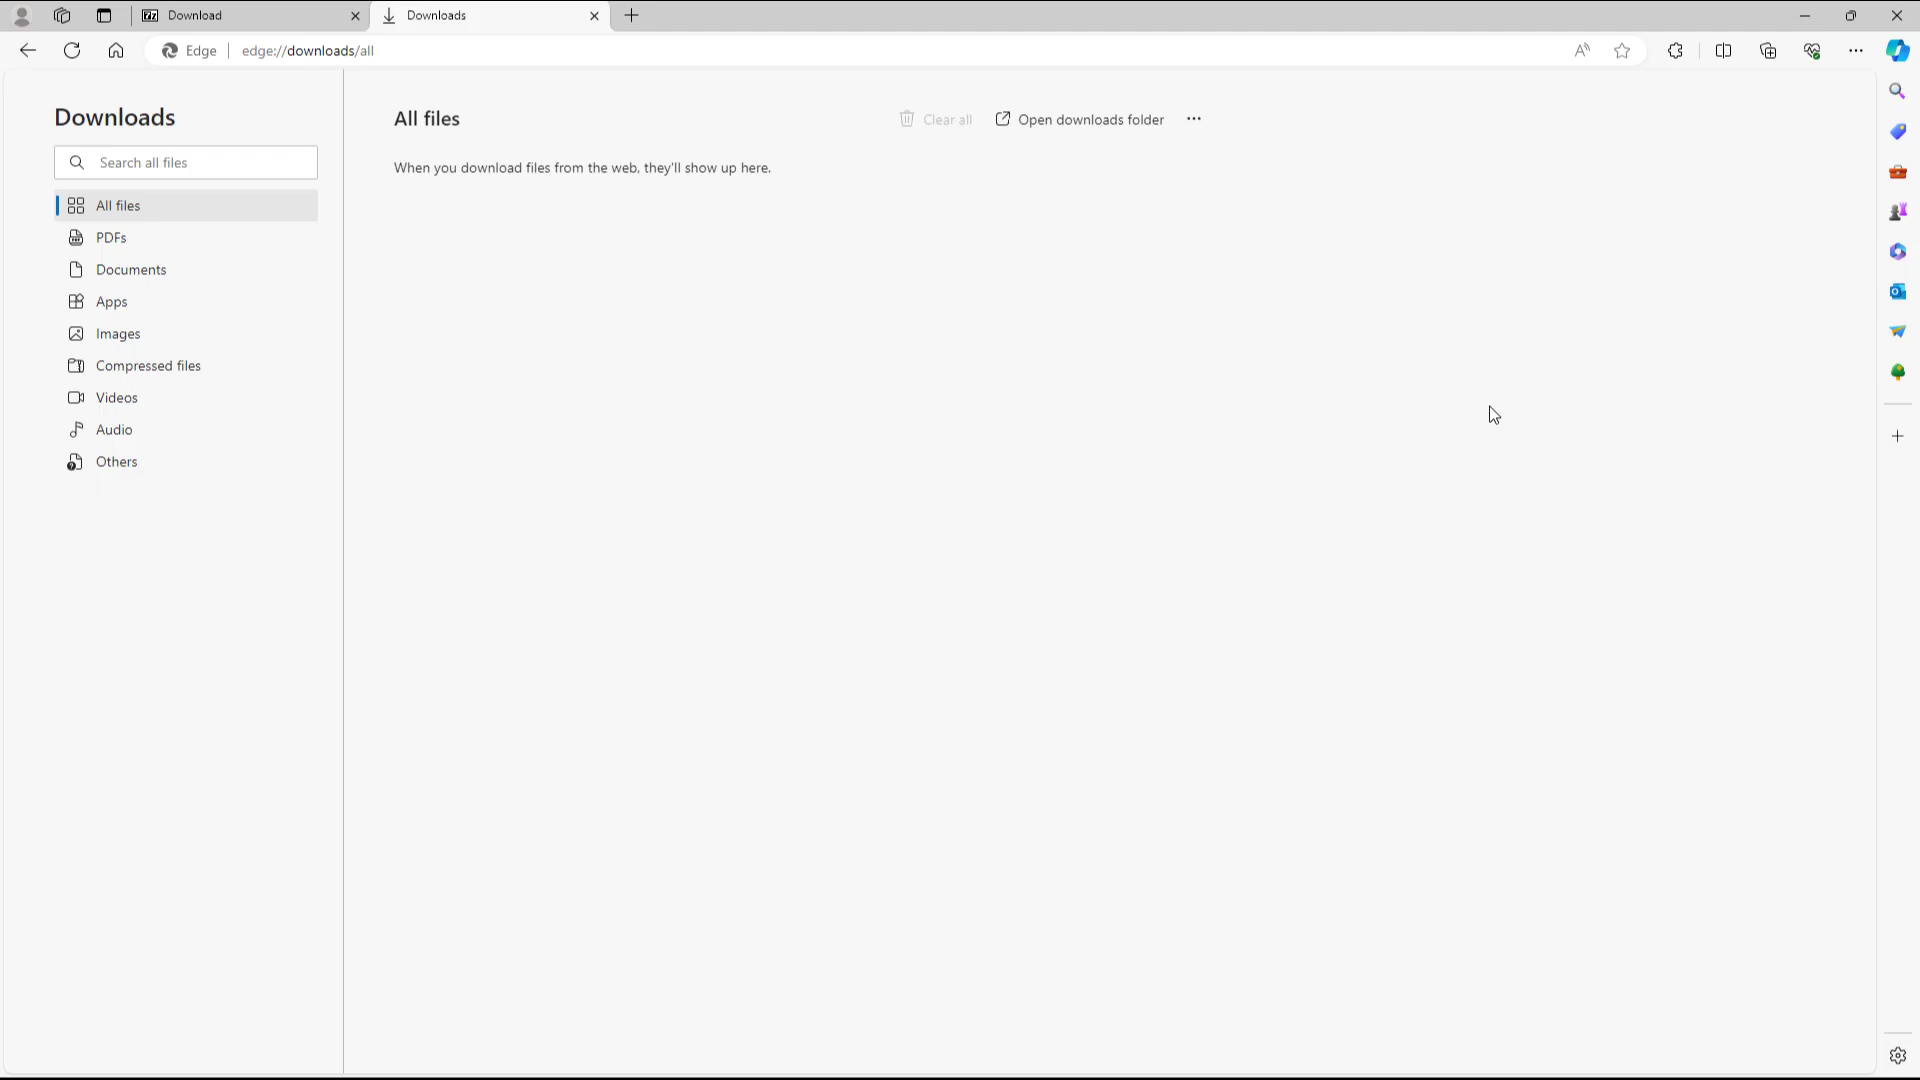 7z Download
Downloads
Edge edge://downloads/all
Downloads
Search all files
All files
PDFs
Documents
Apps
Images
Compressed files
Videos
Audio
Others
All files
Clear all
Open downloads folder
When you download files from the web, they'll show up here.